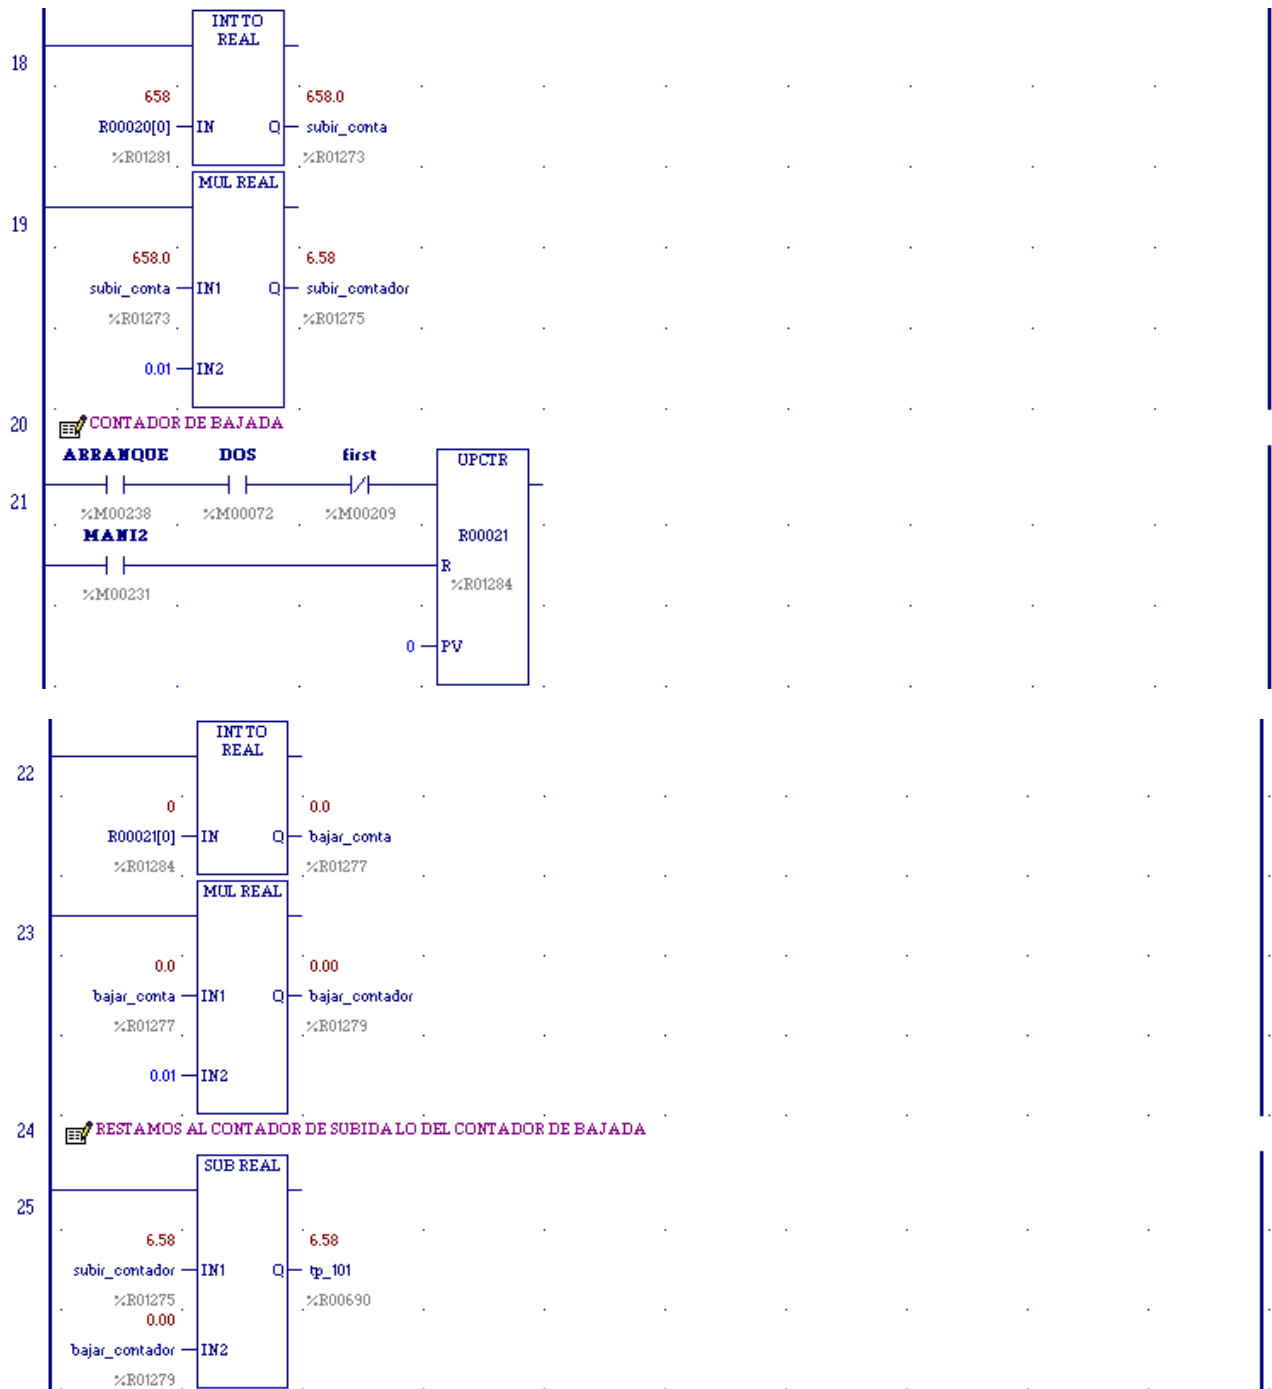 INT TO
REAL
18
658 658.0
R00020[0] IN Q subir_conta
%R01281 %R01273
MUL REAL
19
658.0 6.58
subir_conta IN1 Q subir_contador
%R01273 %R01275
0.01 IN2
20 CONTADOR DE BAJADA
ARRANQUE DOS first UPCTR
21
%M00238 %M00072 %M00209
MANI2 R00021
R
%M00231 %R01284
0 PV
INT TO
REAL
22
0 0.0
R00021[0] IN Q bajar_conta
%R01284 %R01277
MUL REAL
23
0.0 0.00
bajar_conta IN1 Q bajar_contador
%R01277 %R01279
0.01 IN2
24 RESTAMOS AL CONTADOR DE SUBIDA LO DEL CONTADOR DE BAJADA
SUB REAL
25
6.58 6.58
subir_contador IN1 Q tp_101
%R01275 %R00690
0.00
bajar_contador IN2
%R01279